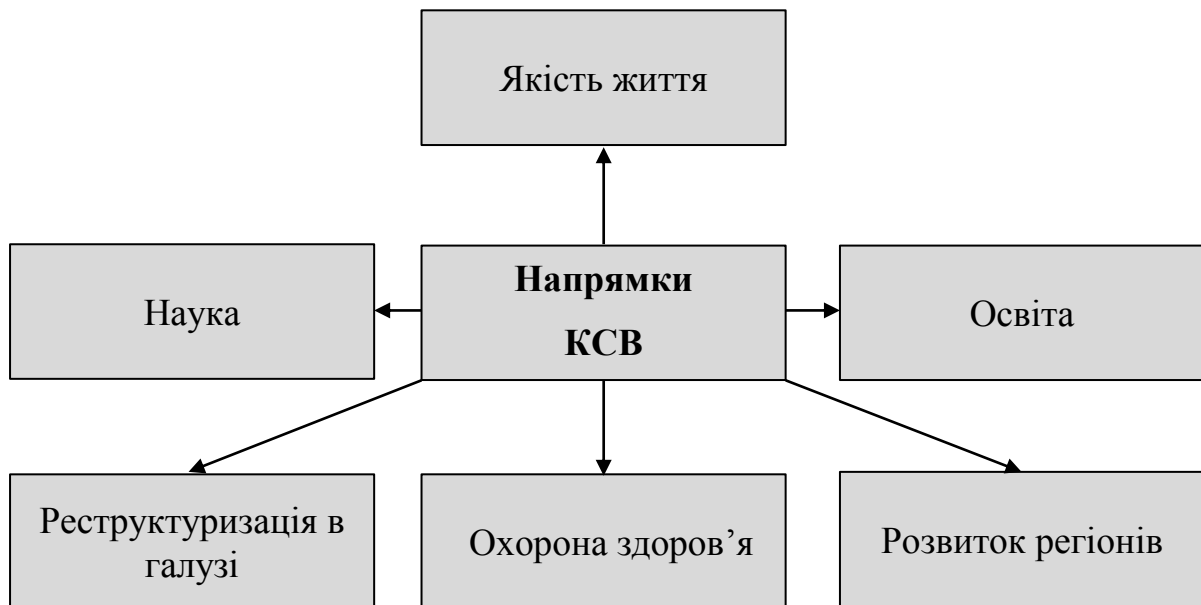 Якість життя
Наука
Напрямки
КСВ
Освіта
Реструктуризація в
галузі
Охорона здоров’я
Розвиток регіонів